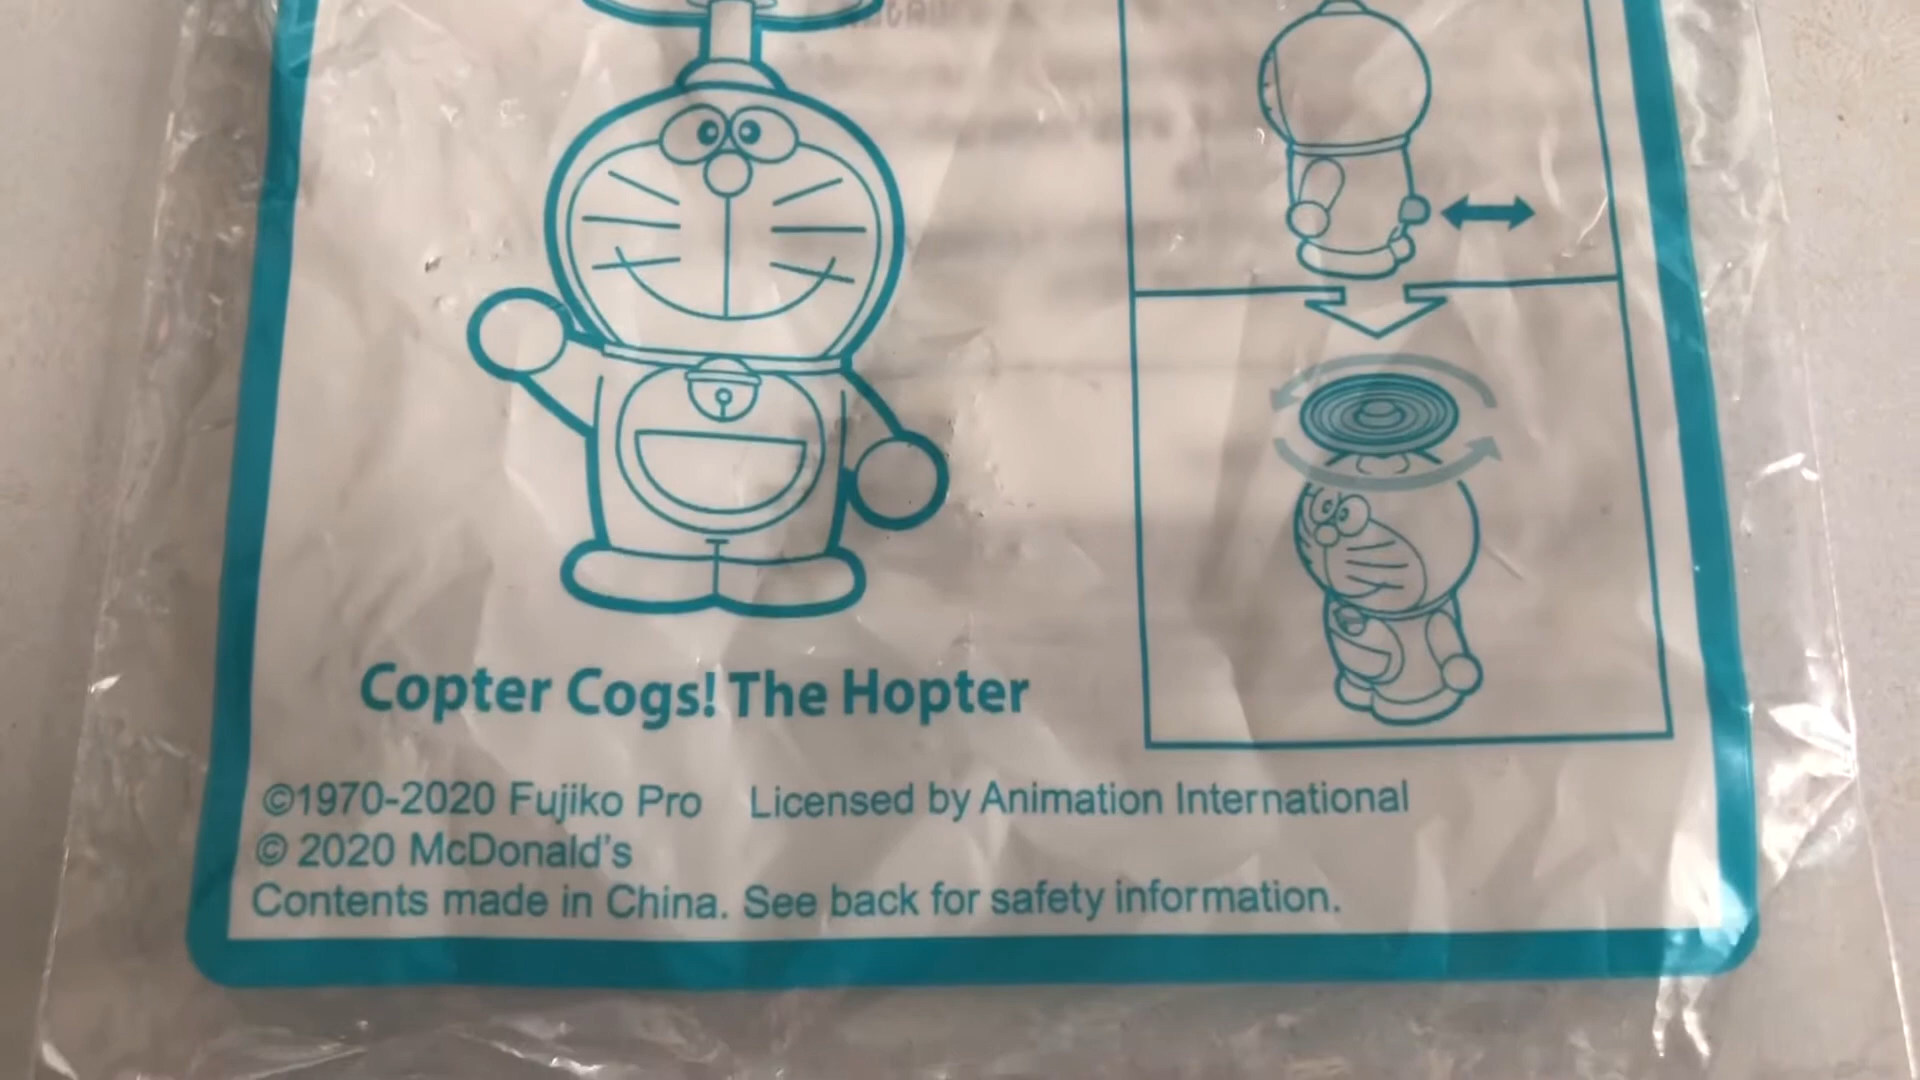 Copter Cogs! The Hopter
©1970-2020 Fujiko Pro Licensed by Animation International
© 2020 McDonald's
Contents made in China. See back for safety information.